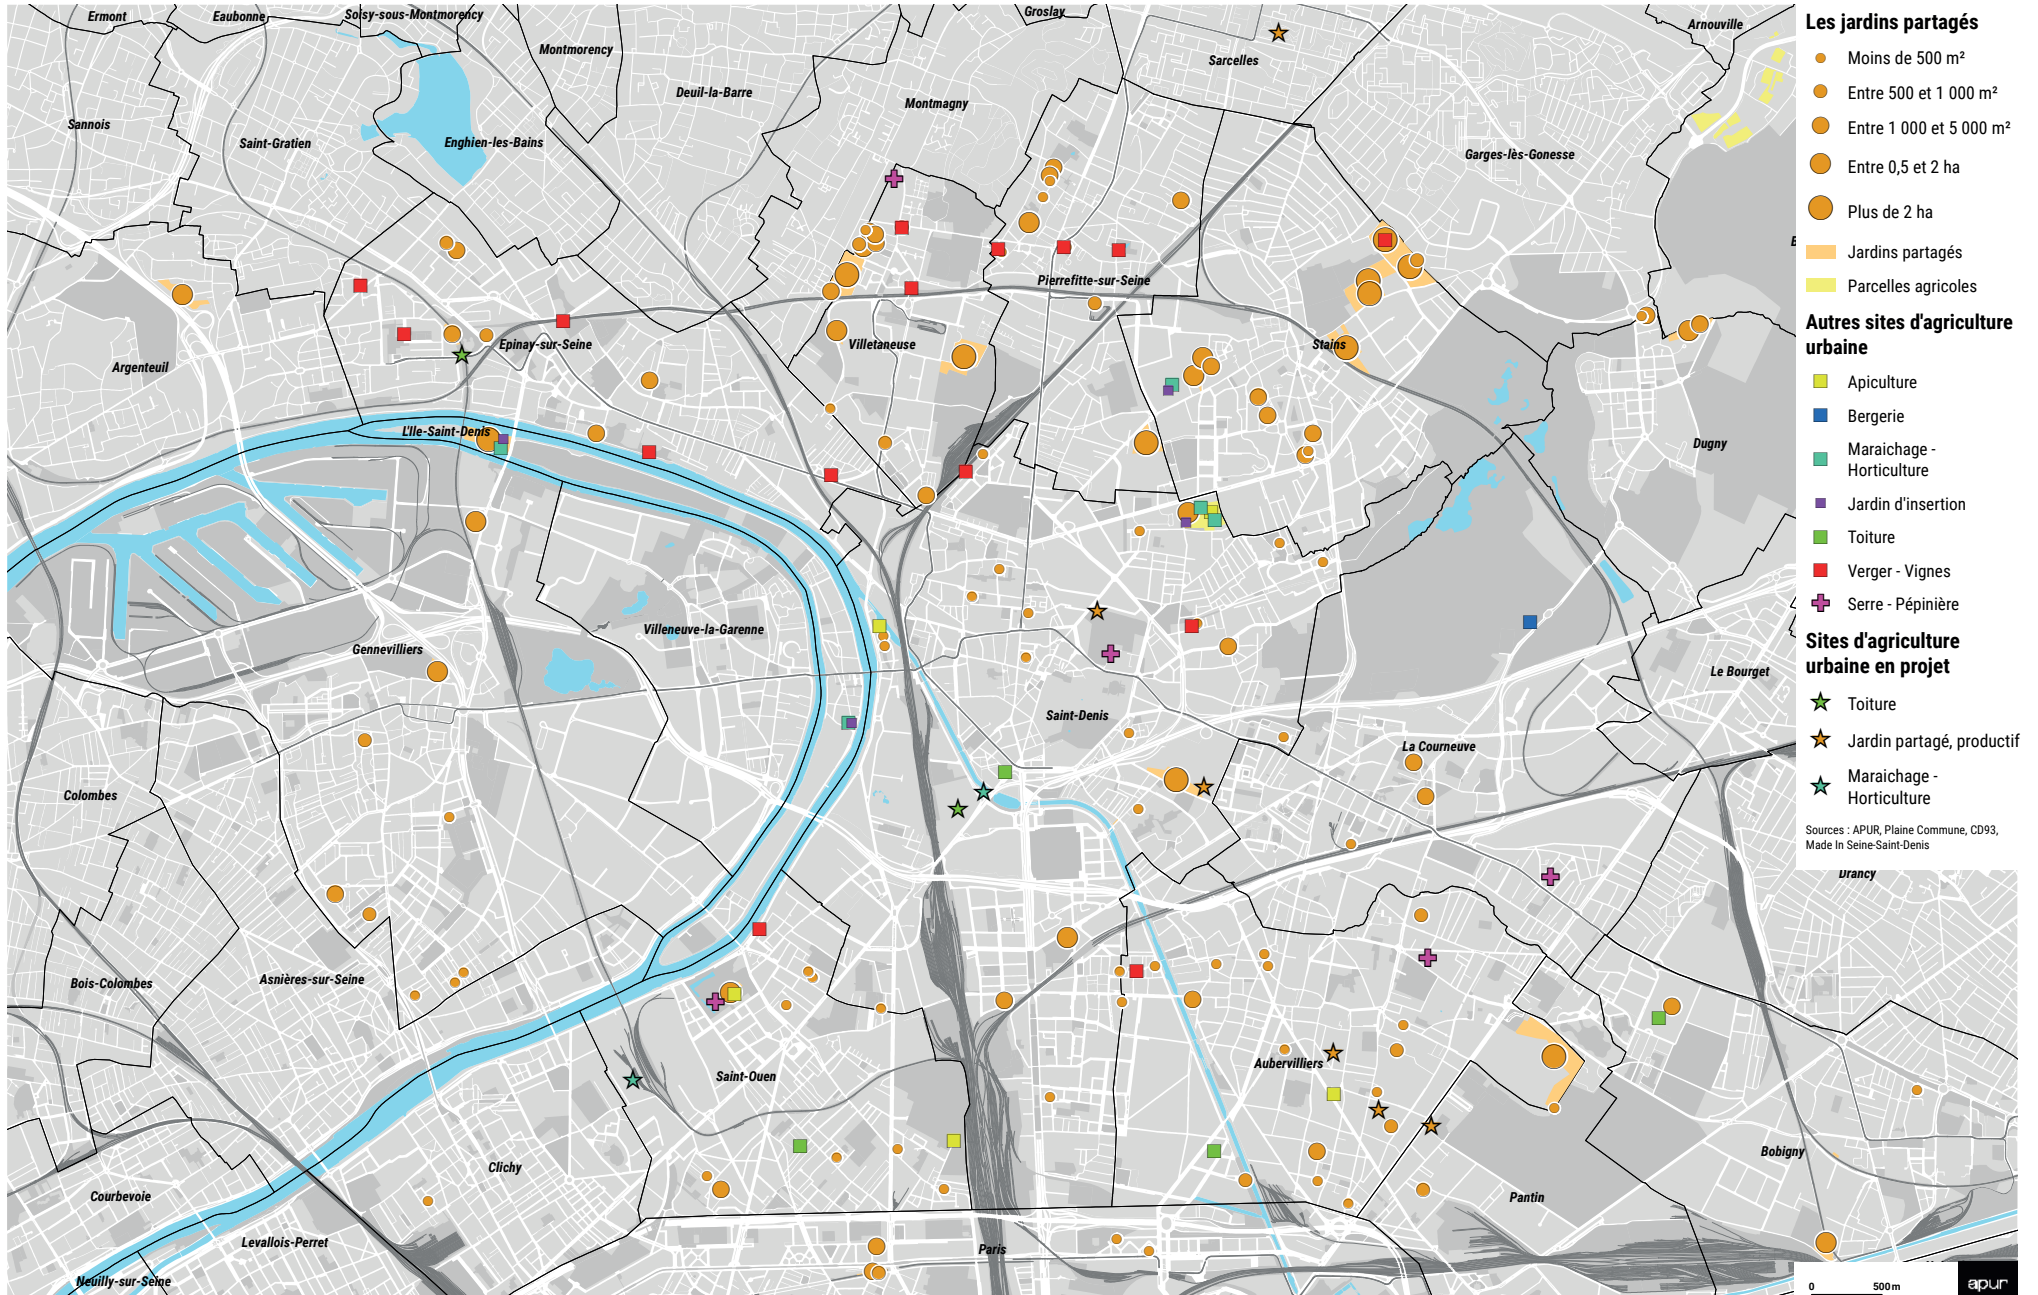 Ermont
Eaubonne
Soisy-sous-Montmorency
Groslay
Arnouville
Montmorency
Sarcelles
Deuil-la-Barre
Montmagny
Sannois
Saint-Gratien
Enghien-les-Bains
Garges-lès-Gonesse
Pierrefitte-sur-Seine
Epinay-sur-Seine
Villetaneuse
Stains
Argenteuil
L'Ile-Saint-Denis
Dugny
Villeneuve-la-Garenne
Gennevilliers
Le Bourget
Saint-Denis
La Courneuve
Colombes
Drancy
Bois-Colombes
Asnières-sur-Seine
Saint-Ouen
Aubervilliers
Bobigny
Clichy
Courbevoie
Pantin
Levallois-Perret
Paris
Neuilly-sur-Seine
Les jardins partagés
Moins de 500 m²
Entre 500 et 1 000 m²
Entre 1 000 et 5 000 m²
Entre 0,5 et 2 ha
Plus de 2 ha
Jardins partagés
Parcelles agricoles
Autres sites d'agriculture
urbaine
Apiculture
Bergerie
Maraichage -
Horticulture
Jardin d'insertion
Toiture
Verger - Vignes
Serre - Pépinière
Sites d'agriculture
urbaine en projet
Toiture
Jardin partagé, productif
Maraichage -
Horticulture
Sources : APUR, Plaine Commune, CD93,
Made In Seine-Saint-Denis
0 500 m
apur